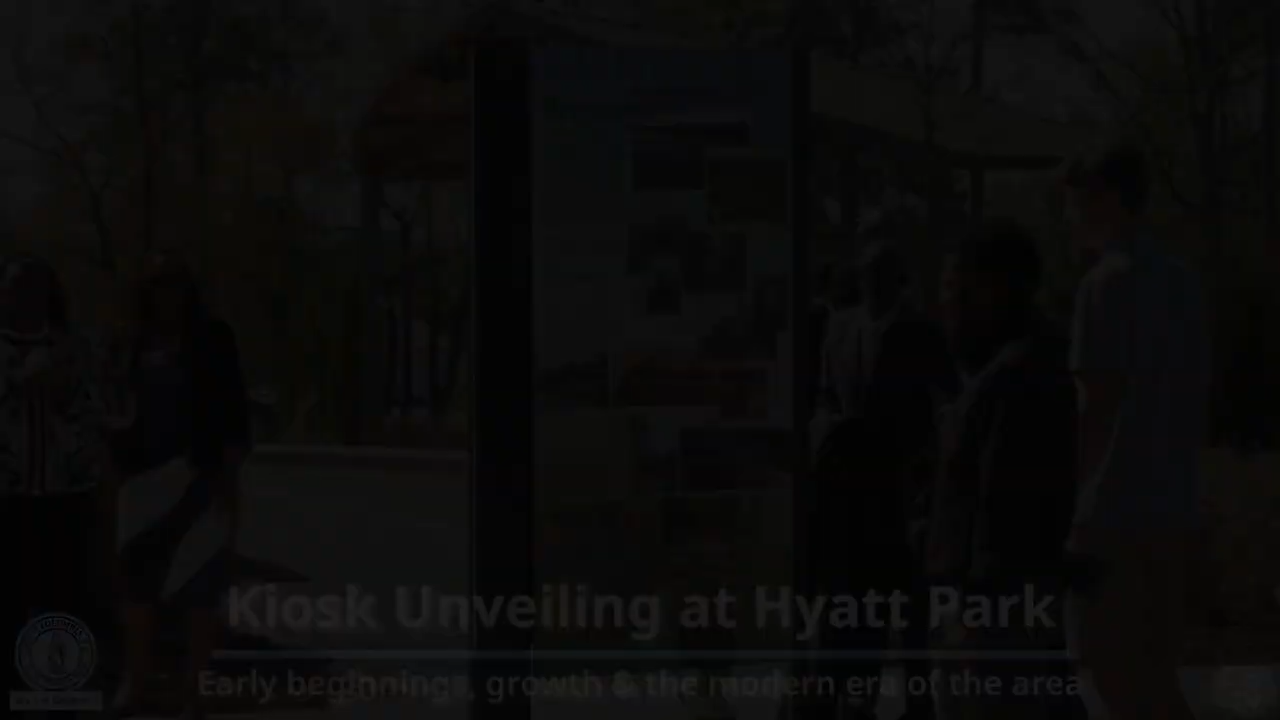 Kiosk Unveiling at Hyatt Park
Early beginnings, growth & the modern era of the area